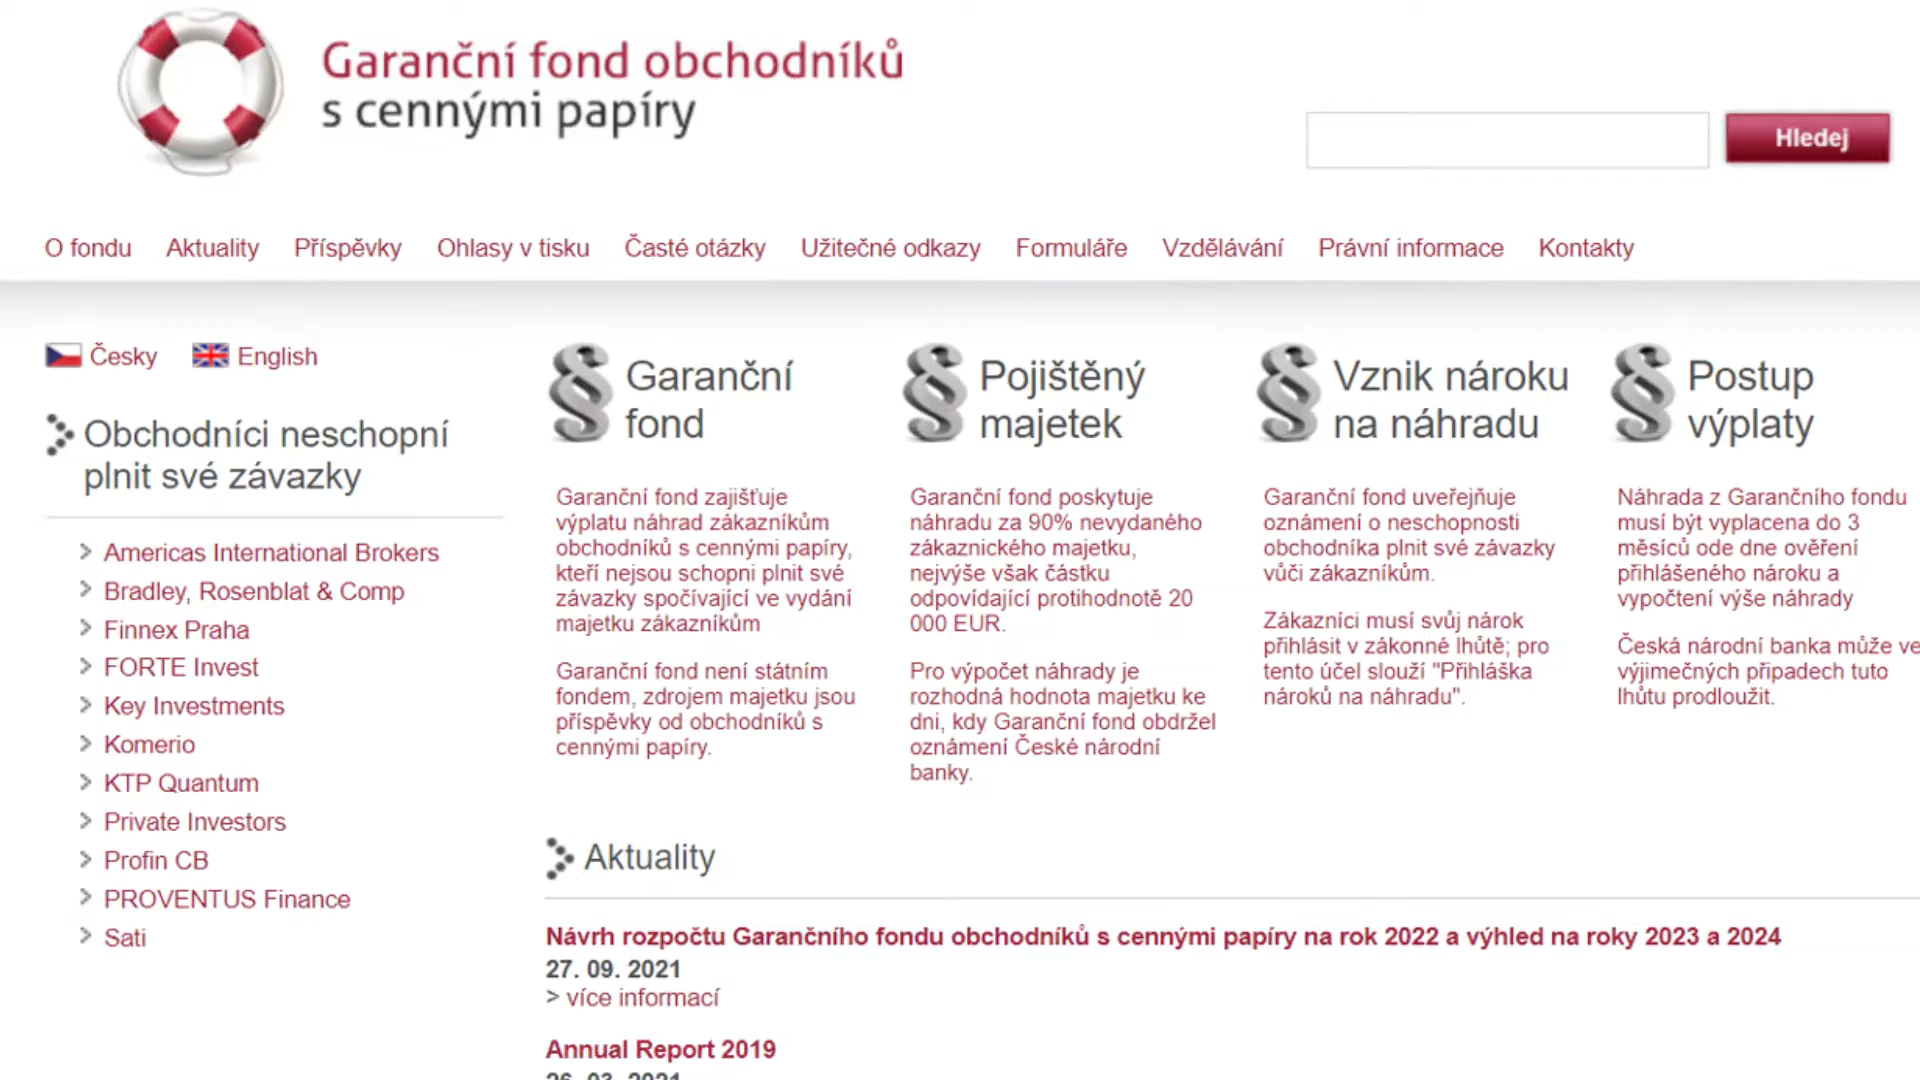 Garanční fond obchodníků
s cennými papíry
Hledej
O fondu Aktuality Příspěvky Ohlasy v tisku Časté otázky Užitečné odkazy Formuláře Vzdělávání Právní informace Kontakty
Česky English
Obchodníci neschopní
plnit své závazky
Americas International Brokers
Bradley, Rosenblat & Comp
Finnex Praha
FORTE Invest
Key Investments
Komerio
KTP Quantum
Private Investors
Profin CB
PROVENTUS Finance
Sati
Garanční
fond
Garanční fond zajišťuje
výplatu náhrad zákazníkům
obchodníků s cennými papíry,
kteří nejsou schopni plnit své
závazky spočívající ve vydání
majetku zákazníkům
Garanční fond není státním
fondem, zdrojem majetku jsou
příspěvky od obchodníků s
cennými papíry.
Pojištěný
majetek
Garanční fond poskytuje
náhradu za 90% nevydaného
zákaznického majetku,
nejvýše však částku
odpovídající protihodnotě 20
000 EUR.
Pro výpočet náhrady je
rozhodná hodnota majetku ke
dni, kdy Garanční fond obdržel
oznámení České národní
banky.
Vznik nároku
na náhradu
Garanční fond uveřejňuje
oznámení o neschopnosti
obchodníka plnit své závazky
vůči zákazníkům.
Zákazníci musí svůj nárok
přihlásit v zákonné lhůtě; pro
tento účel slouží "Přihláška
nároků na náhradu".
Postup
výplaty
Náhrada z Garančního fondu
musí být vyplacena do 3
měsíců ode dne ověření
přihlášeného nároku a
vypočtení výše náhrady
Česká národní banka může ve
výjimečných připadech tuto
lhůtu prodloužit.
Aktuality
Návrh rozpočtu Garančního fondu obchodníků s cennými papíry na rok 2022 a výhled na roky 2023 a 2024
27. 09. 2021
> více informací
Annual Report 2019
26. 03. 2021